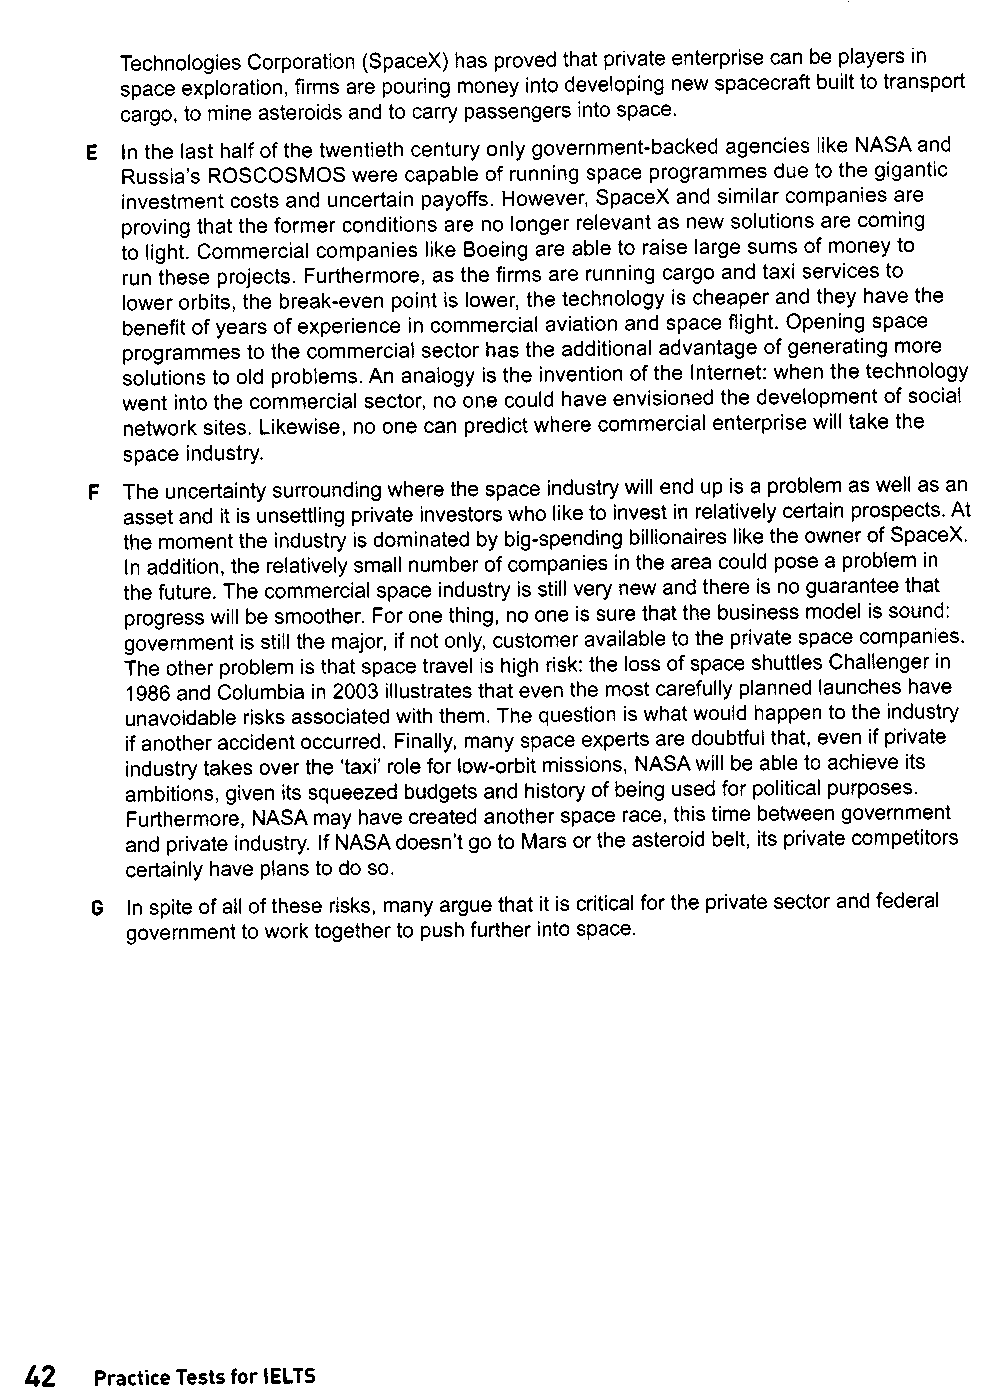 Technologies Corporation (SpaceX) has proved that private enterprise can be players in
space exploration, firms are pouring money into developing new spacecraft built to transport
cargo, to mine asteroids and to carry passengers into space.
E In the last half of the twentieth century only government-backed agencies like NASA and
Russia's ROSCOSMOS were capable of running space programmes due to the gigantic
investment costs and uncertain payoffs. However, SpaceX and similar companies are
proving that the former conditions are no longer relevant as new solutions are coming
to light. Commercial companies like Boeing are able to raise large sums of money to
run these projects. Furthermore, as the firms are running cargo and taxi services to
lower orbits, the break-even point is lower, the technology is cheaper and they have the
benefit of years of experience in commercial aviation and space flight. Opening space
programmes to the commercial sector has the additional advantage of generating more
solutions to old problems. An analogy is the invention of the Internet: when the technology
went into the commercial sector, no one could have envisioned the development of social
network sites. Likewise, no one can predict where commercial enterprise will take the
space industry.
F The uncertainty surrounding where the space industry will end up is a problem as well as an
asset and it is unsettling private investors who like to invest in relatively certain prospects. At
the moment the industry is dominated by big-spending billionaires like the owner of SpaceX.
In addition, the relatively small number of companies in the area could pose a problem in
the future. The commercial space industry is still very new and there is no guarantee that
progress will be smoother. For one thing, no one is sure that the business model is sound:
government is still the major, if not only, customer available to the private space companies.
The other problem is that space travel is high risk: the loss of space shuttles Challenger in
1986 and Columbia in 2003 illustrates that even the most carefully planned launches have
unavoidable risks associated with them. The question is what would happen to the industry
if another accident occurred. Finally, many space experts are doubtful that, even if private
industry takes over the 'taxi' role for low-orbit missions, NASA will be able to achieve its
ambitions, given its squeezed budgets and history of being used for political purposes.
Furthermore, NASA may have created another space race, this time between government
and private industry. If NASA doesn't go to Mars or the asteroid belt, its private competitors
certainly have plans to do so.
G In spite of all of these risks, many argue that it is critical for the private sector and federal
government to work together to push further into space.
42 Practice Tests for IELTS